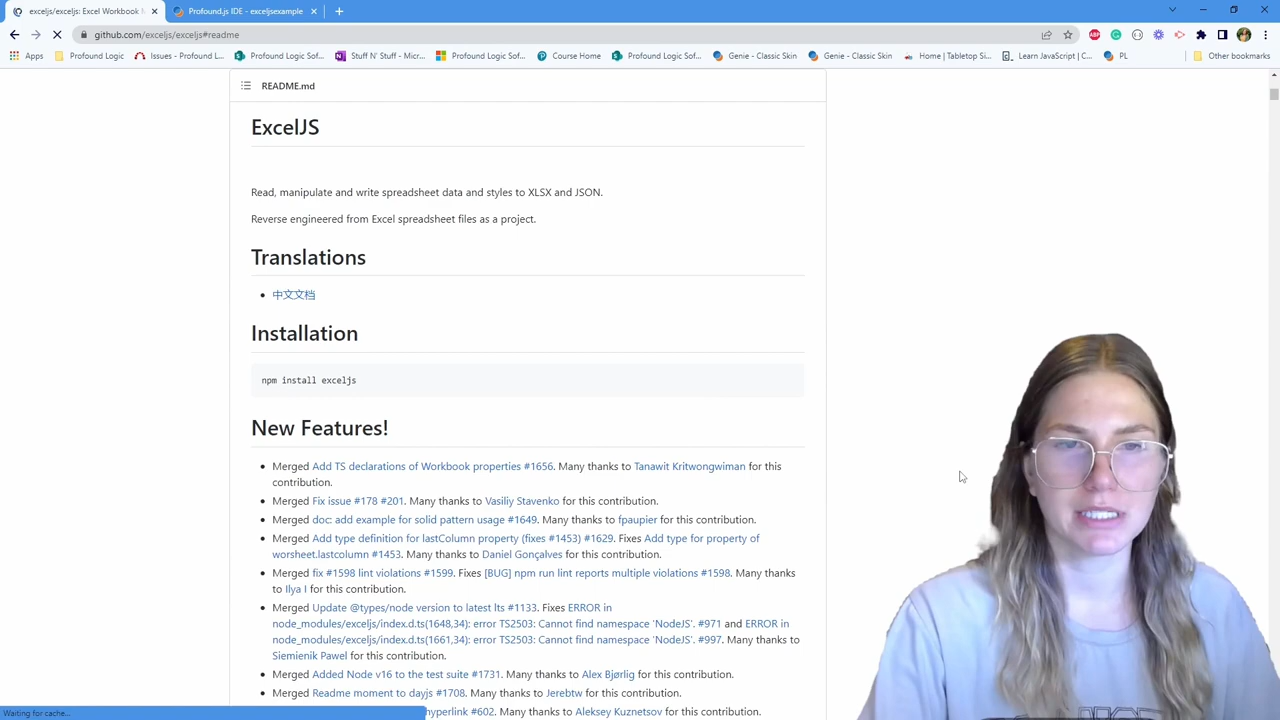 exceljs/exceljs: Excel Workbook M
Profound.js IDE - exceljsexample
github.com/exceljs/exceljs#readme
Apps
Profound Logic
Issues - Profound L...
Profound Logic Sof...
Stuff N' Stuff - Micr...
Profound Logic Sof...
Course Home
Profound Logic Sof...
Genie - Classic Skin
Genie - Classic Skin
Home | Tabletop Si...
Learn JavaScript | C...
PL
Other bookmarks
README.md
ExcelJS
Read, manipulate and write spreadsheet data and styles to XLSX and JSON.
Reverse engineered from Excel spreadsheet files as a project.
Translations
中文文档
Installation
npm install exceljs
New Features!
Merged Add TS declarations of Workbook properties #1656. Many thanks to Tanawit Kritwongwiman for this
contribution.
Merged Fix issue #178 #201. Many thanks to Vasiliy Stavenko for this contribution.
Merged doc: add example for solid pattern usage #1649. Many thanks to fpaupier for this contribution.
Merged Add type definition for lastColumn property (fixes #1453) #1629. Fixes Add type for property of
worsheet.lastcolumn #1453. Many thanks to Daniel Gonçalves for this contribution.
Merged fix #1598 lint violations #1599. Fixes [BUG] npm run lint reports multiple violations #1598. Many thanks
to Ilya I for this contribution.
Merged Update @types/node version to latest lts #1133. Fixes ERROR in
node_modules/exceljs/index.d.ts(1648,34): error TS2503: Cannot find namespace 'NodeJS'. #971 and ERROR in
node_modules/exceljs/index.d.ts(1661,34): error TS2503: Cannot find namespace 'NodeJS'. #997. Many thanks to
Siemienik Pawel for this contribution.
Merged Added Node v16 to the test suite #1731. Many thanks to Alex Bjørlig for this contribution.
Merged Readme moment to dayjs #1708. Many thanks to Jerebtw for this contribution.
hyperlink #602. Many thanks to Aleksey Kuznetsov for this contribution.
Waiting for cache...